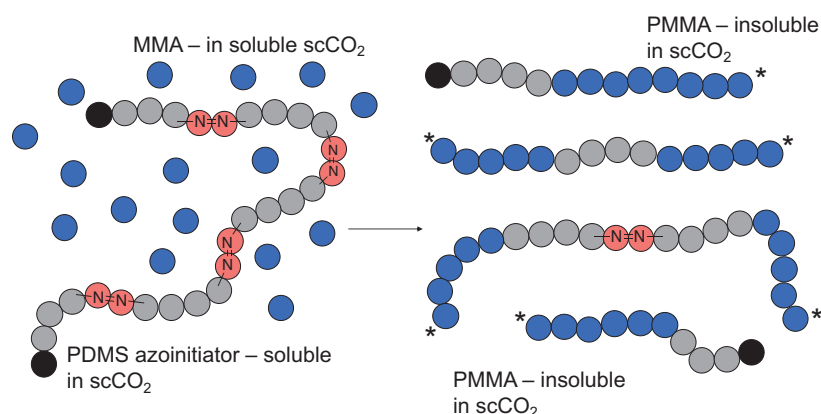 MMA – in soluble scCO₂
PMMA – insoluble
in scCO₂
*
N=N
*
*
N=N
N=N
N=N
N=N
*
*
*
PDMS azoinitiator – soluble
in scCO₂
PMMA – insoluble
in scCO₂